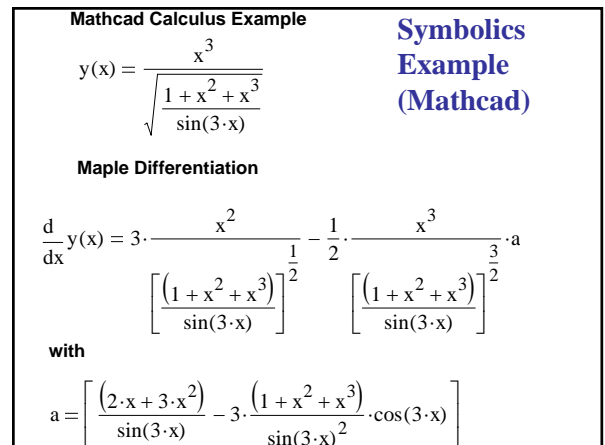 Mathcad Calculus Example
Symbolics
Example
(Mathcad)
y(x) = x^3 / √((1 + x^2 + x^3) / sin(3·x))
Maple Differentiation
d/dx y(x) = 3· x^2 / [(1 + x^2 + x^3) / sin(3·x)]^(1/2) − 1/2 · x^3 / [(1 + x^2 + x^3) / sin(3·x)]^(3/2) ·a
with
a = [ (2·x + 3·x^2) / sin(3·x) − 3· (1 + x^2 + x^3) / sin(3·x)^2 ·cos(3·x) ]